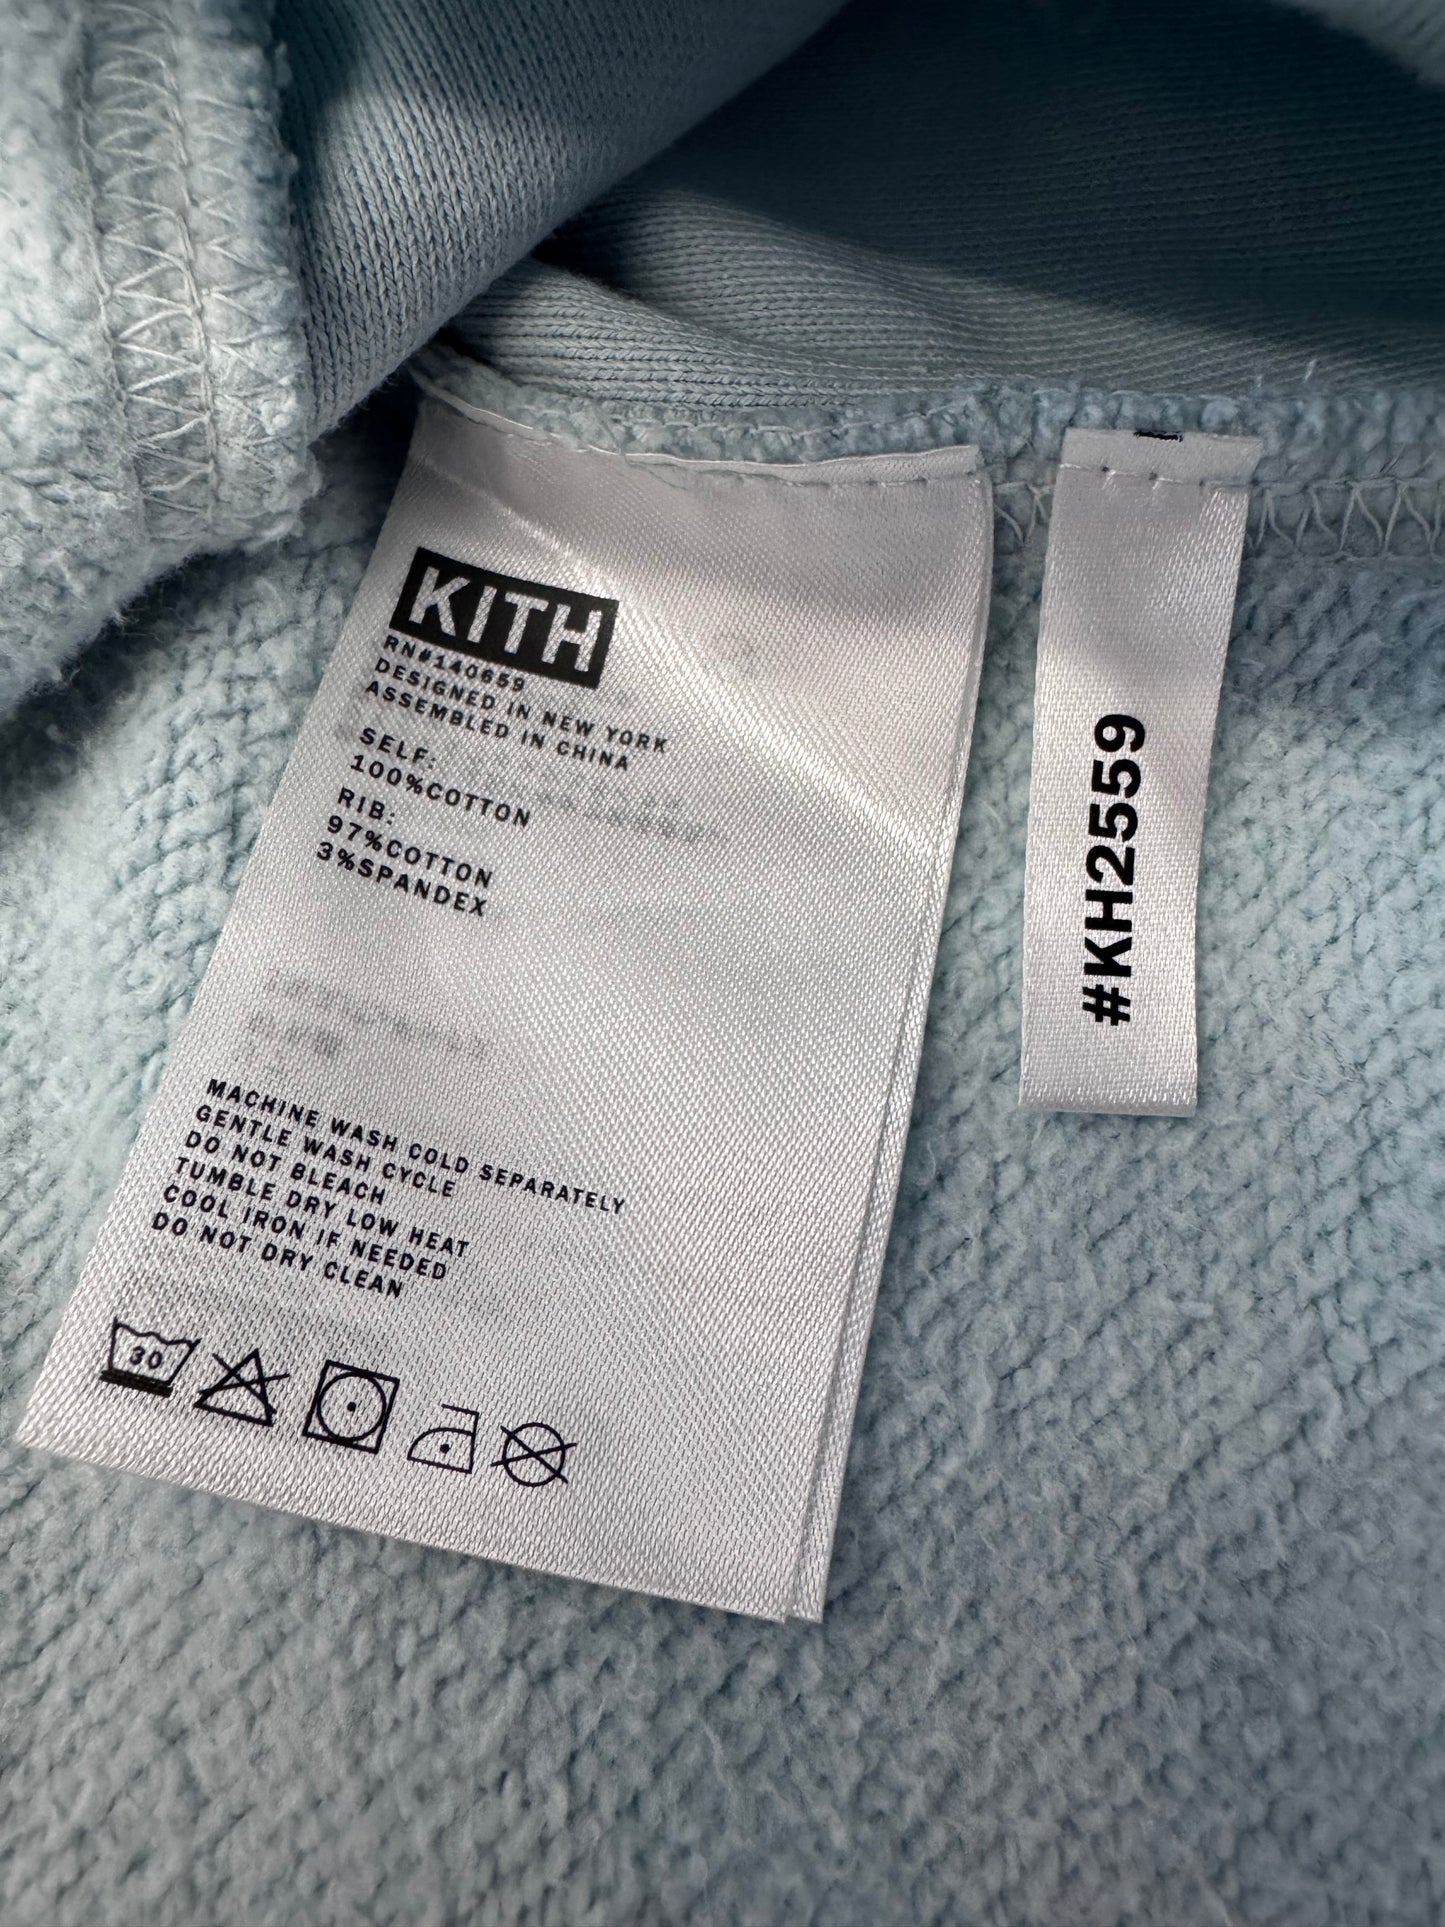 KITH
RN#140659
DESIGNED IN NEW YORK
ASSEMBLED IN CHINA
SELF:
100%COTTON
RIB:
97%COTTON
3%SPANDEX
MACHINE WASH COLD SEPARATELY
GENTLE WASH CYCLE
DO NOT BLEACH
TUMBLE DRY LOW HEAT
COOL IRON IF NEEDED
DO NOT DRY CLEAN
30
#KH2559